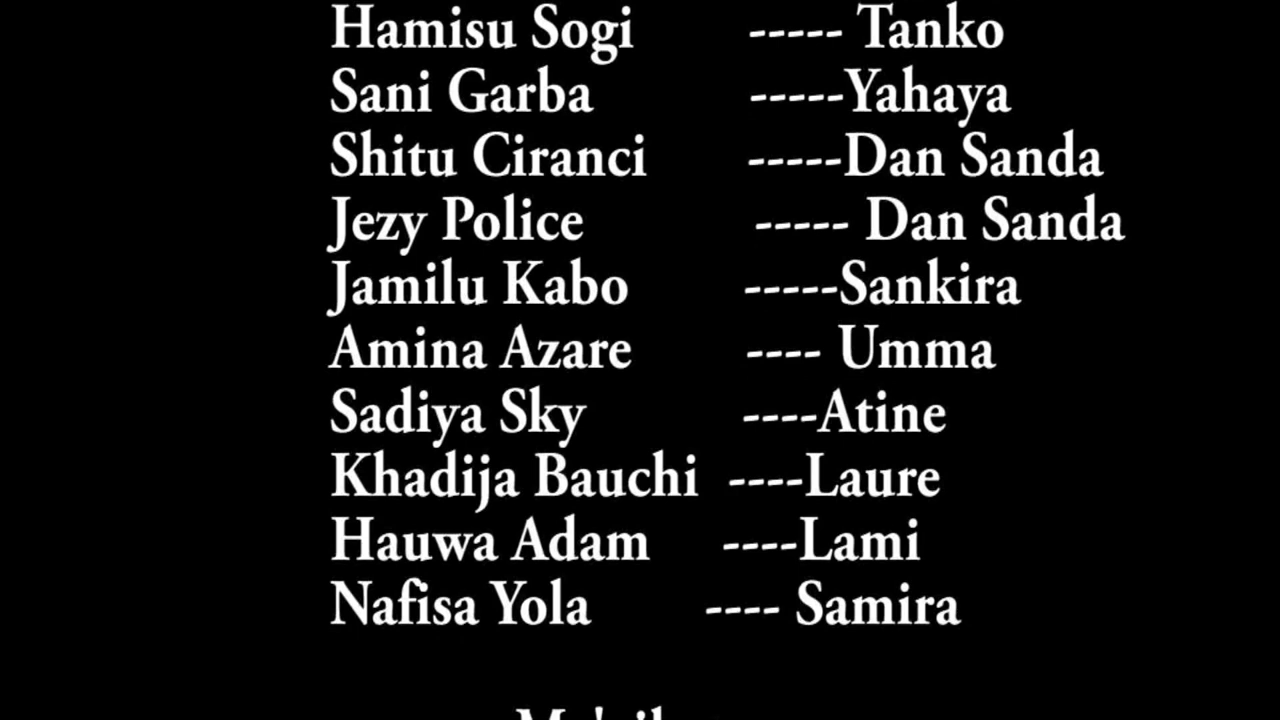 Hamisu Sogi ----- Tanko
Sani Garba -----Yahaya
Shitu Ciranci -----Dan Sanda
Jezy Police ----- Dan Sanda
Jamilu Kabo -----Sankira
Amina Azare ---- Umma
Sadiya Sky ----Atine
Khadija Bauchi ----Laure
Hauwa Adam ----Lami
Nafisa Yola ---- Samira